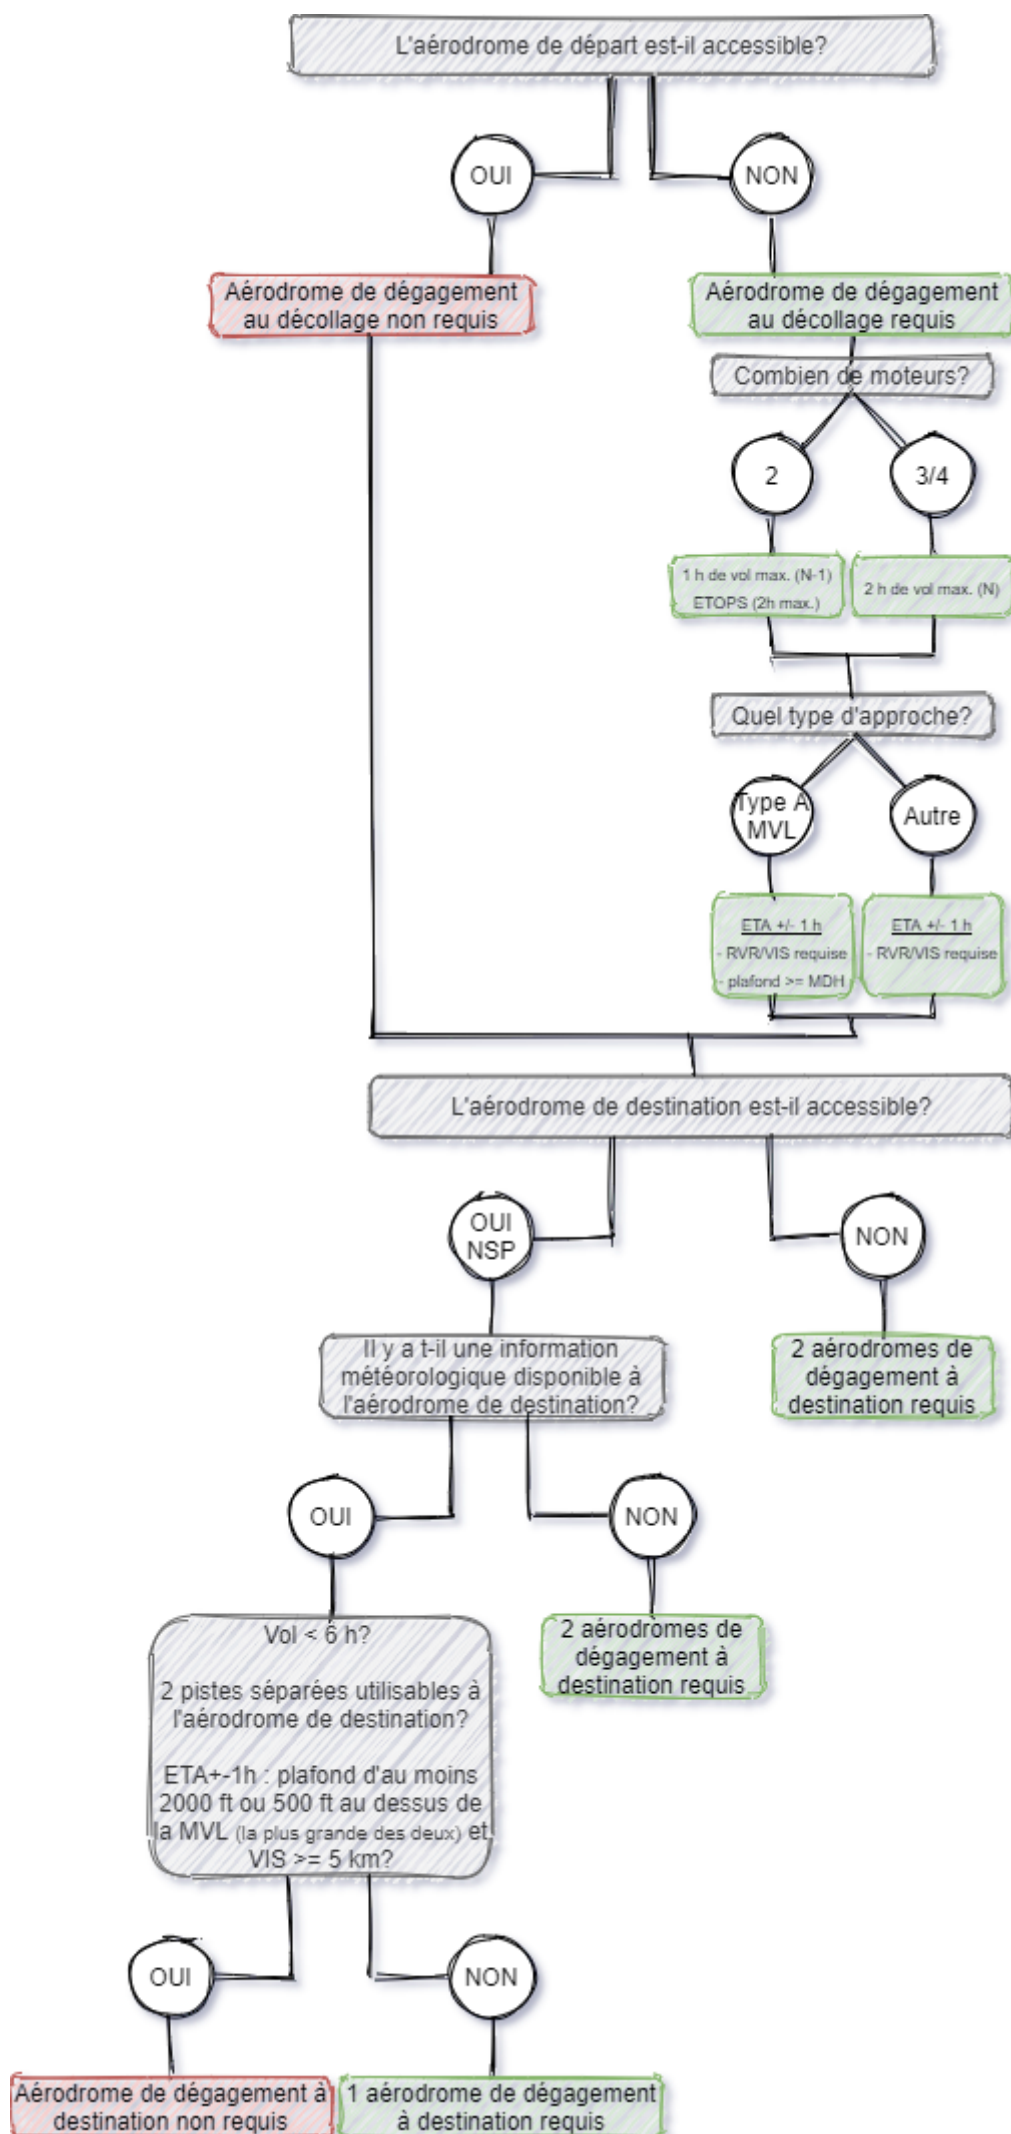 L'aérodrome de départ est-il accessible?
OUI
NON
Aérodrome de dégagement
au décollage non requis
Aérodrome de dégagement
au décollage requis
Combien de moteurs?
2
3/4
1 h de vol max. (N-1)
ETOPS (2h max.)
2 h de vol max. (N)
Quel type d'approche?
Type A
MVL
Autre
ETA +/- 1 h
- RVR/VIS requise
- plafond >= MDH
ETA +/- 1 h
- RVR/VIS requise
L'aérodrome de destination est-il accessible?
OUI
NSP
NON
Il y a t-il une information
météorologique disponible à
l'aérodrome de destination?
2 aérodromes de
dégagement à
destination requis
OUI
NON
Vol < 6 h?
2 pistes séparées utilisables à
l'aérodrome de destination?
ETA+-1h : plafond d'au moins
2000 ft ou 500 ft au dessus de
la MVL (la plus grande des deux) et
VIS >= 5 km?
2 aérodromes de
dégagement à
destination requis
OUI
NON
Aérodrome de dégagement à
destination non requis
1 aérodrome de dégagement
à destination requis